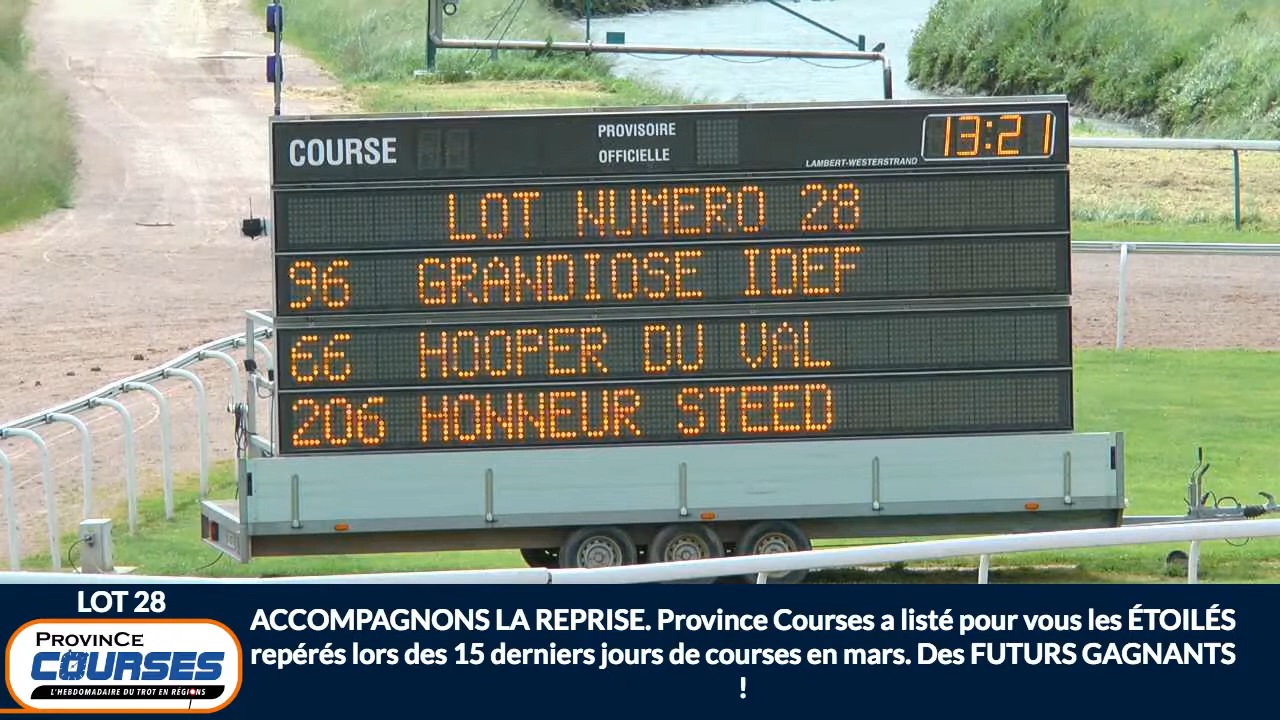 COURSE
PROVISOIRE
OFFICIELLE
LAMBERT-WESTERSTRAND
13:21
LOT NUMERO 28
96 GRANDIOSE IDEF
66 HOOPER DU VAL
206 HONNEUR STEED
LOT 28
PROVINCE
COURSES
L'HEBDOMADAIRE DU TROT EN RÉGIONS
ACCOMPAGNONS LA REPRISE. Province Courses a listé pour vous les ÉTOILÉS
repérés lors des 15 derniers jours de courses en mars. Des FUTURS GAGNANTS
!